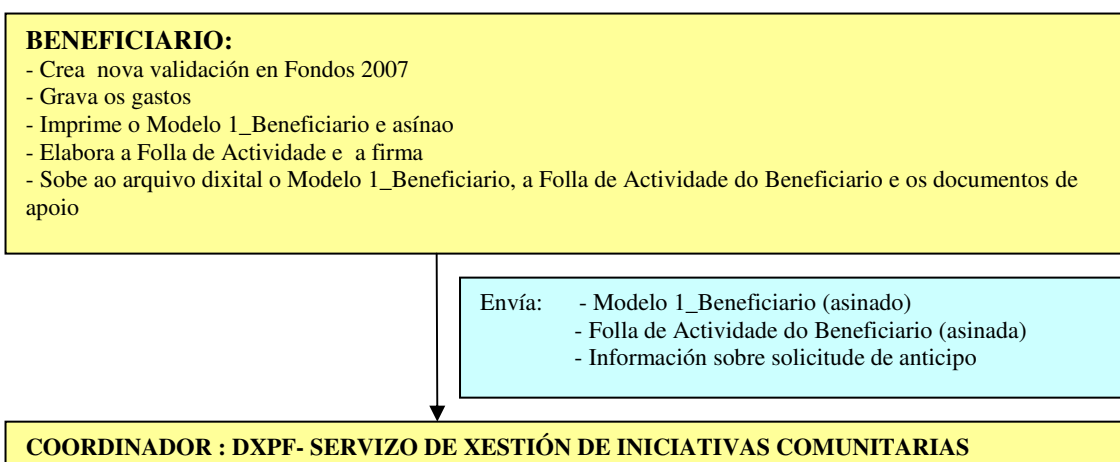 BENEFICIARIO:
- Crea nova validación en Fondos 2007
- Grava os gastos
- Imprime o Modelo 1_Beneficiario e asínao
- Elabora a Folla de Actividade e a firma
- Sobe ao arquivo dixital o Modelo 1_Beneficiario, a Folla de Actividade do Beneficiario e os documentos de
apoio
Envía: - Modelo 1_Beneficiario (asinado)
- Folla de Actividade do Beneficiario (asinada)
- Información sobre solicitude de anticipo
COORDINADOR : DXPF- SERVIZO DE XESTIÓN DE INICIATIVAS COMUNITARIAS